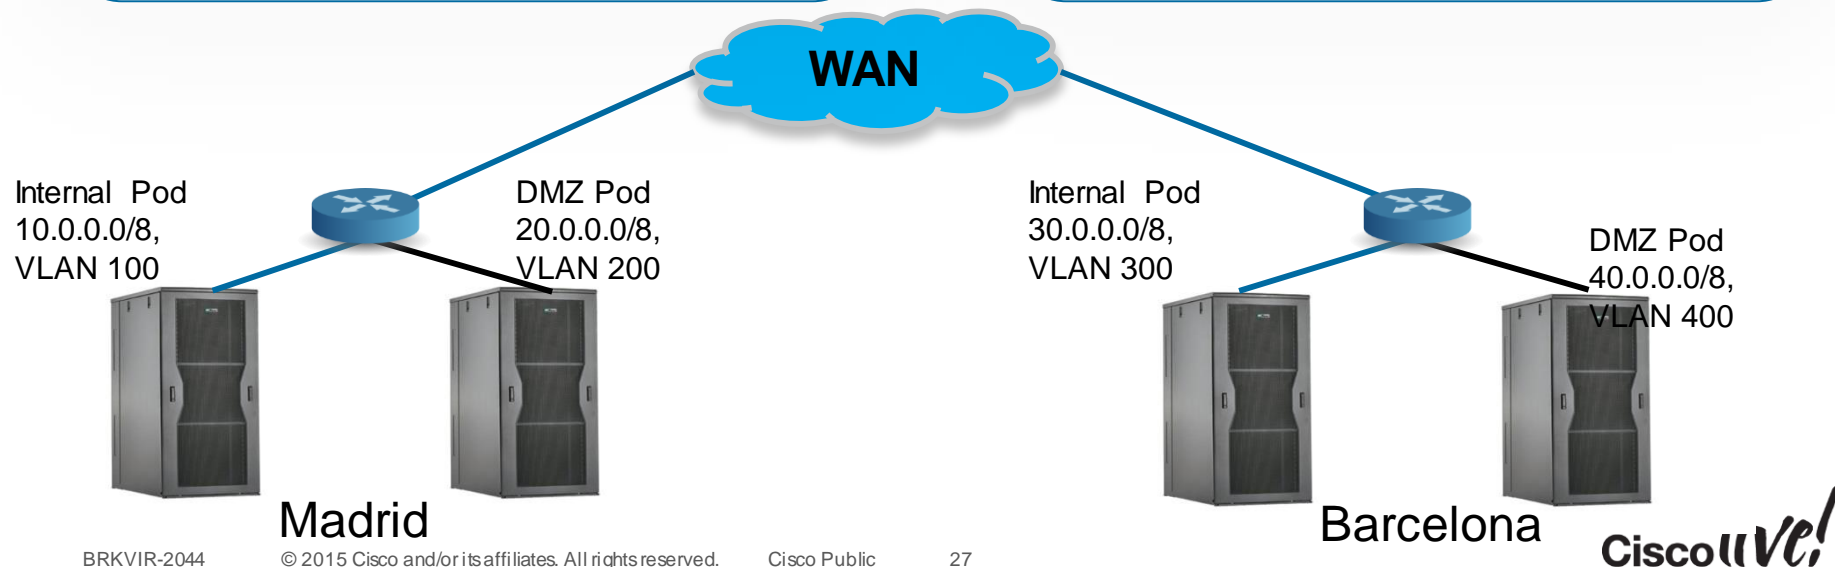 WAN
Internal Pod
10.0.0.0/8,
VLAN 100
DMZ Pod
20.0.0.0/8,
VLAN 200
Internal Pod
30.0.0.0/8,
VLAN 300
DMZ Pod
40.0.0.0/8,
VLAN 400
Madrid
Barcelona
BRKVIR-2044 © 2015 Cisco and/or its affiliates. All rights reserved. Cisco Public 27
Cisco live!